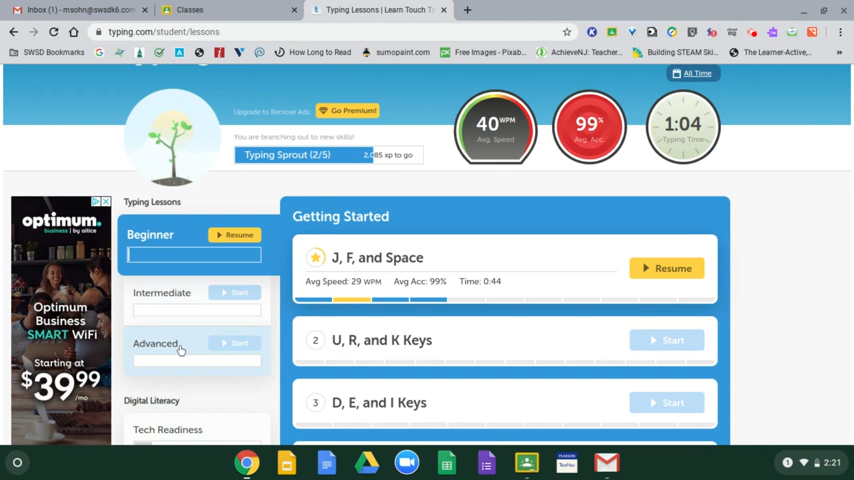 Inbox (1) - msohn@swsdk6.com
Classes
Typing Lessons | Learn Touch T
typing.com/student/lessons
SWSD Bookmarks
How Long to Read
sumopaint.com
Free Images - Pixab...
AchieveNJ: Teacher...
Building STEAM Ski...
The Learner-Active,...
All Time
Upgrade to Remove Ads:
Go Premium!
You are branching out to new skills!
Typing Sprout (2/5)
85 xp to go
40 WPM
Avg. Speed
99%
Avg. Acc.
1:04
Typing Time
Typing Lessons
Beginner
Resume
Intermediate
Start
Advanced
Start
Digital Literacy
Tech Readiness
optimum.
business | by altice
Optimum
Business
SMART WiFi
Starting at
$39.99
/mo
Getting Started
J, F, and Space
Avg Speed: 29 WPM Avg Acc: 99% Time: 0:44
Resume
2 U, R, and K Keys
Start
3 D, E, and I Keys
Start
1 2:21